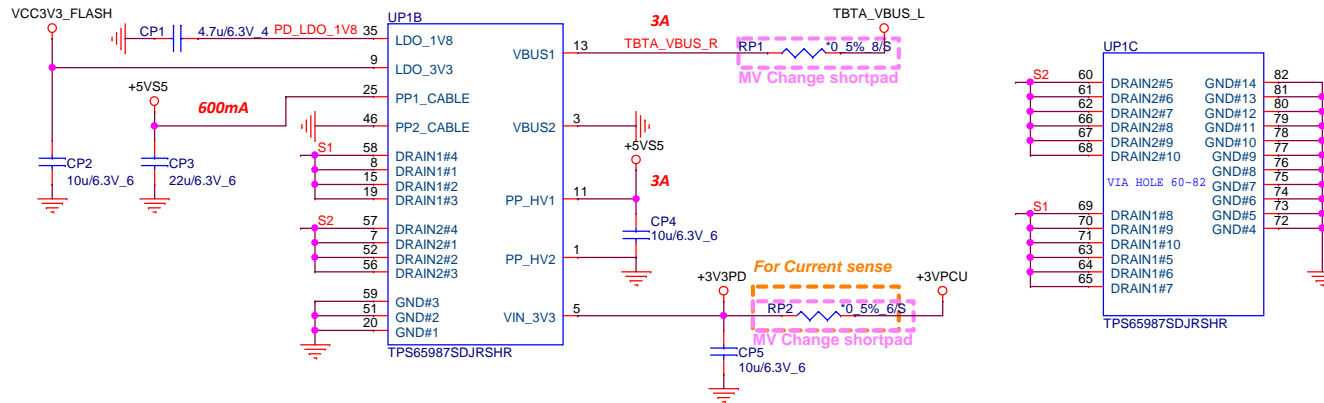 VCC3V3_FLASH
CP1
4.7u/6.3V_4
PD_LDO_1V8
35
9
+5VS5
600mA
25
46
CP2
10u/6.3V_6
CP3
22u/6.3V_6
S1
58
8
15
19
S2
57
7
52
56
59
51
20
UP1B
LDO_1V8
LDO_3V3
PP1_CABLE
PP2_CABLE
DRAIN1#4
DRAIN1#1
DRAIN1#2
DRAIN1#3
DRAIN2#4
DRAIN2#1
DRAIN2#2
DRAIN2#3
GND#3
GND#2
GND#1
VBUS1
VBUS2
PP_HV1
PP_HV2
VIN_3V3
TPS65987SDJRSHR
13
3A
TBTA_VBUS_R
RP1
*0_5%_8/S
TBTA_VBUS_L
MV Change shortpad
3
+5VS5
11
3A
CP4
10u/6.3V_6
1
For Current sense
+3V3PD
+3VPCU
5
RP2
*0_5%_6/S
MV Change shortpad
CP5
10u/6.3V_6
UP1C
S2
60
61
62
66
67
68
DRAIN2#5
DRAIN2#6
DRAIN2#7
DRAIN2#8
DRAIN2#9
DRAIN2#10
VIA HOLE 60~82
S1
69
70
71
63
64
65
DRAIN1#8
DRAIN1#9
DRAIN1#10
DRAIN1#5
DRAIN1#6
DRAIN1#7
GND#14
GND#13
GND#12
GND#11
GND#10
GND#9
GND#8
GND#7
GND#6
GND#5
GND#4
82
81
80
79
78
77
76
75
74
73
72
TPS65987SDJRSHR